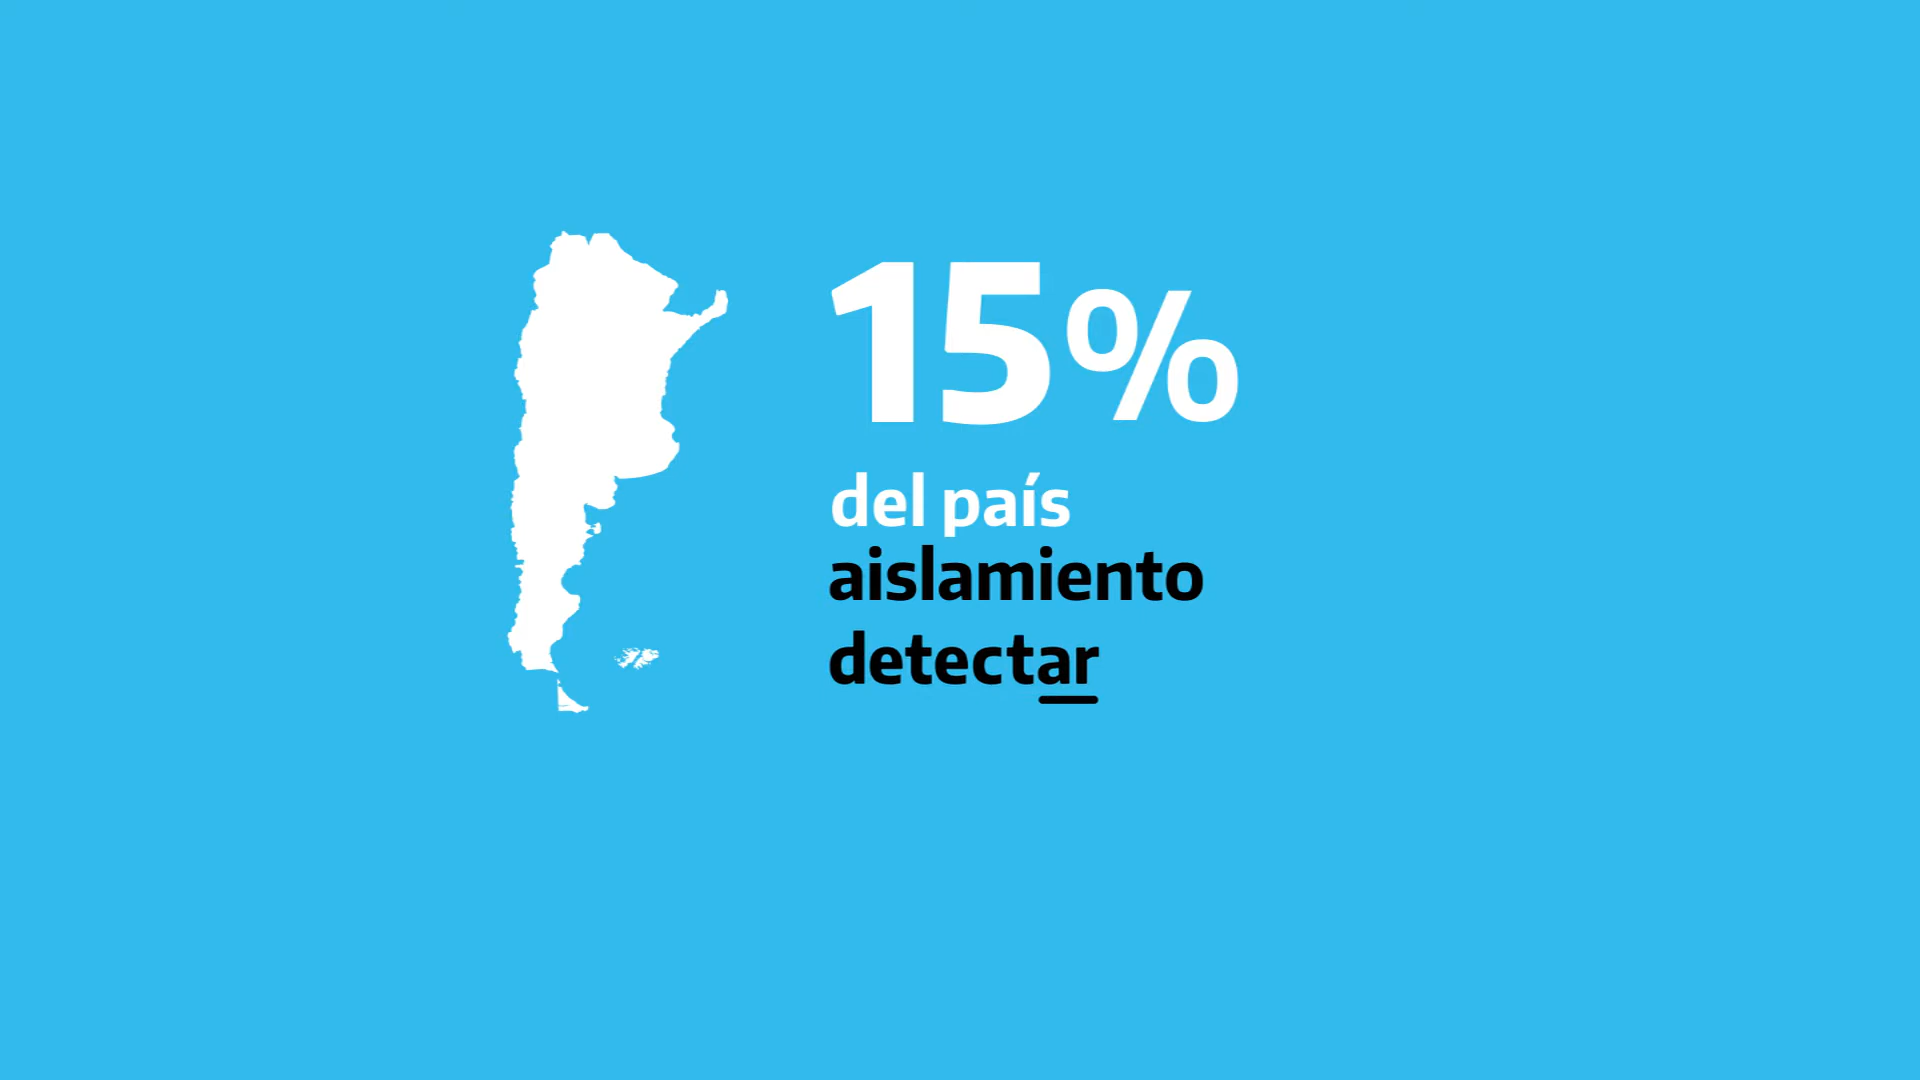 15%
del país
aislamiento
detectar